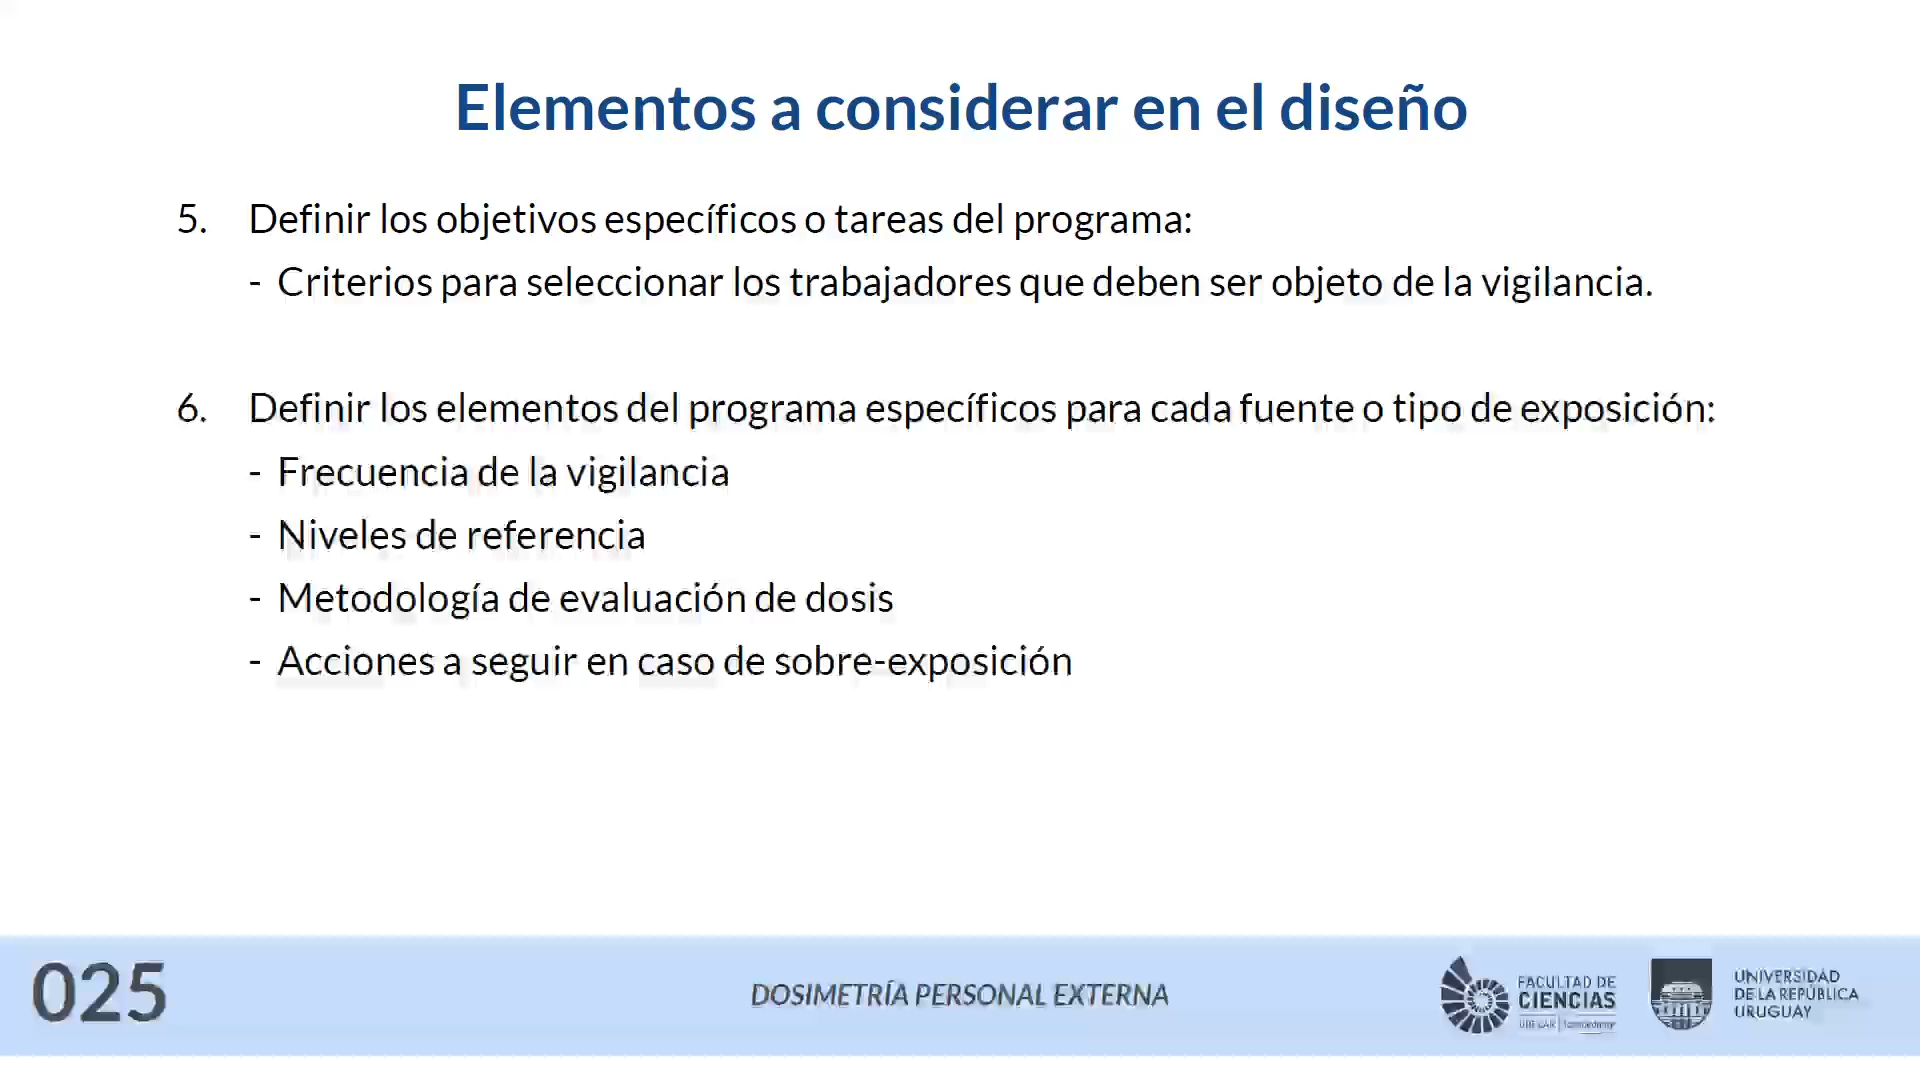 Elementos a considerar en el diseño
5. Definir los objetivos específicos o tareas del programa:
- Criterios para seleccionar los trabajadores que deben ser objeto de la vigilancia.
6. Definir los elementos del programa específicos para cada fuente o tipo de exposición:
- Frecuencia de la vigilancia
- Niveles de referencia
- Metodología de evaluación de dosis
- Acciones a seguir en caso de sobre-exposición
025
DOSIMETRÍA PERSONAL EXTERNA
FACULTAD DE
CIENCIAS
UNIVERSIDAD
DE LA REPÚBLICA
URUGUAY